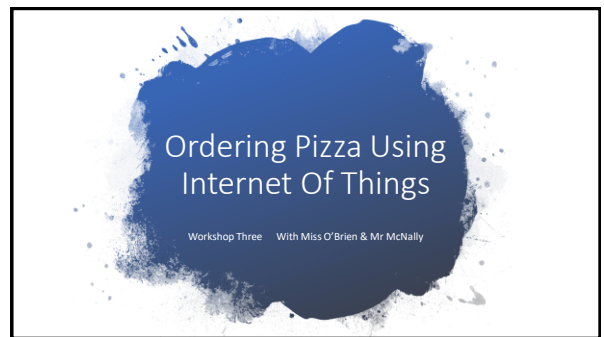 Ordering Pizza Using
Internet Of Things
Workshop Three With Miss O'Brien & Mr McNally